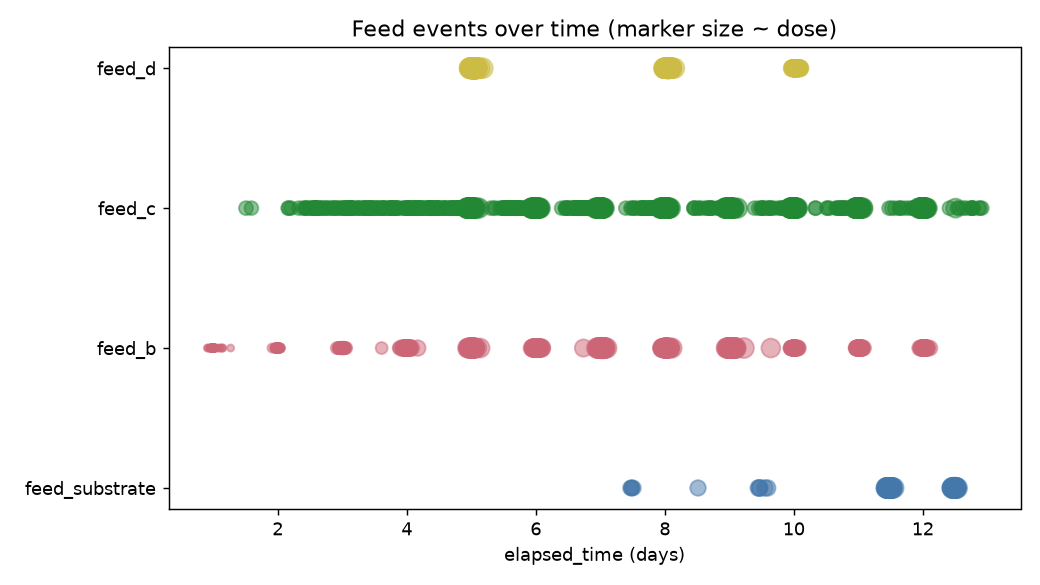 Feed events over time (marker size ~ dose)
feed_d
feed_c
feed_b
feed_substrate
2 4 6 8 10 12
elapsed_time (days)